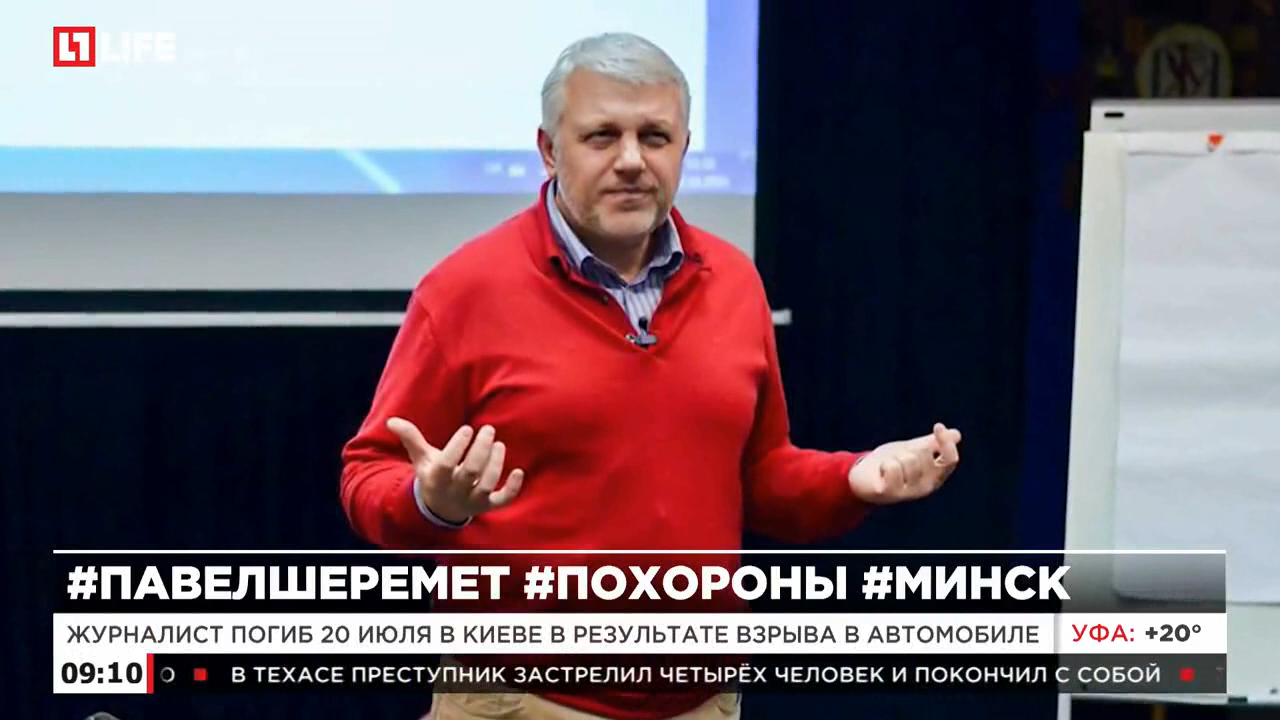 LIFE
#ПАВЕЛШЕРЕМЕТ #ПОХОРОНЫ #МИНСК
ЖУРНАЛИСТ ПОГИБ 20 ИЮЛЯ В КИЕВЕ В РЕЗУЛЬТАТЕ ВЗРЫВА В АВТОМОБИЛЕ
УФА: +20°
09:10
В ТЕХАСЕ ПРЕСТУПНИК ЗАСТРЕЛИЛ ЧЕТЫРЁХ ЧЕЛОВЕК И ПОКОНЧИЛ С СОБОЙ